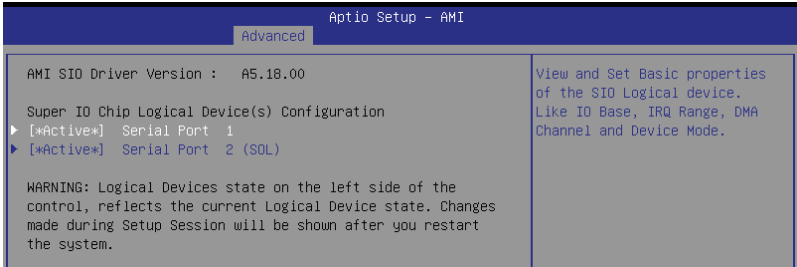 Aptio Setup - AMI
Advanced
AMI SIO Driver Version :   A5.18.00
Super IO Chip Logical Device(s) Configuration
[*Active*]   Serial Port  1
[*Active*]   Serial Port  2 (SOL)
WARNING: Logical Devices state on the left side of the
control, reflects the current Logical Device state. Changes
made during Setup Session will be shown after you restart
the system.
View and Set Basic properties
of the SIO Logical device.
Like IO Base, IRQ Range, DMA
Channel and Device Mode.